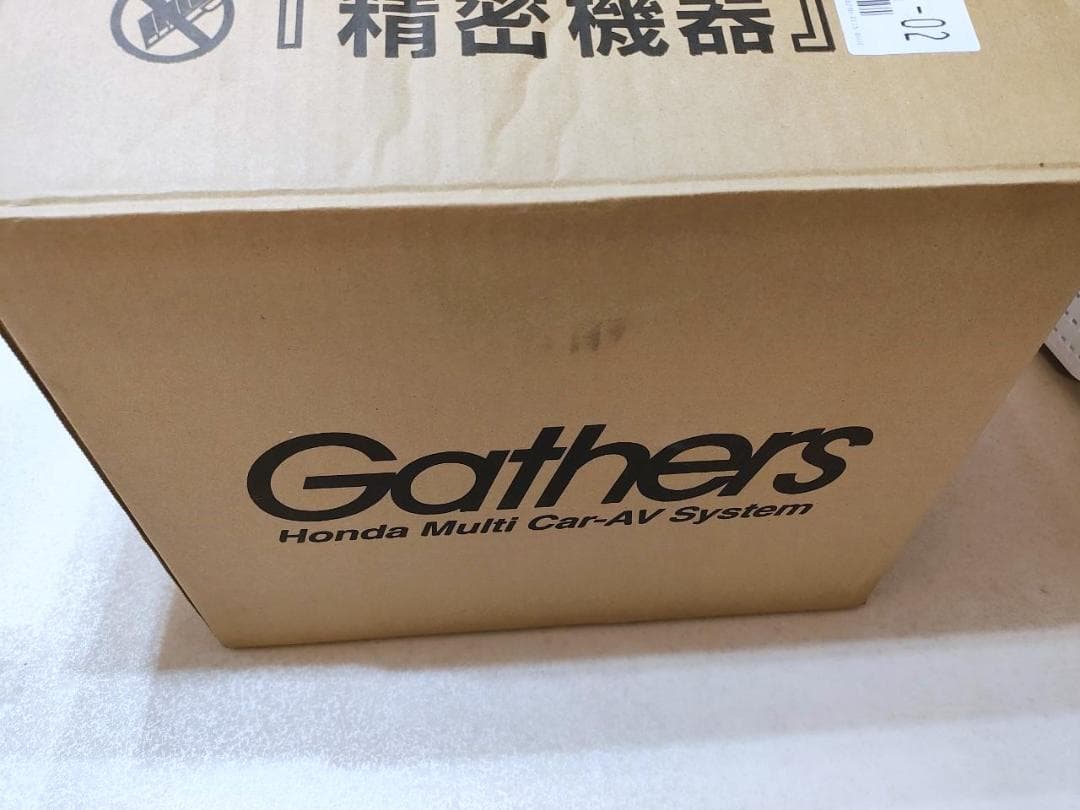 『精密機器』
-02
Gathers
Honda Multi Car-AV System